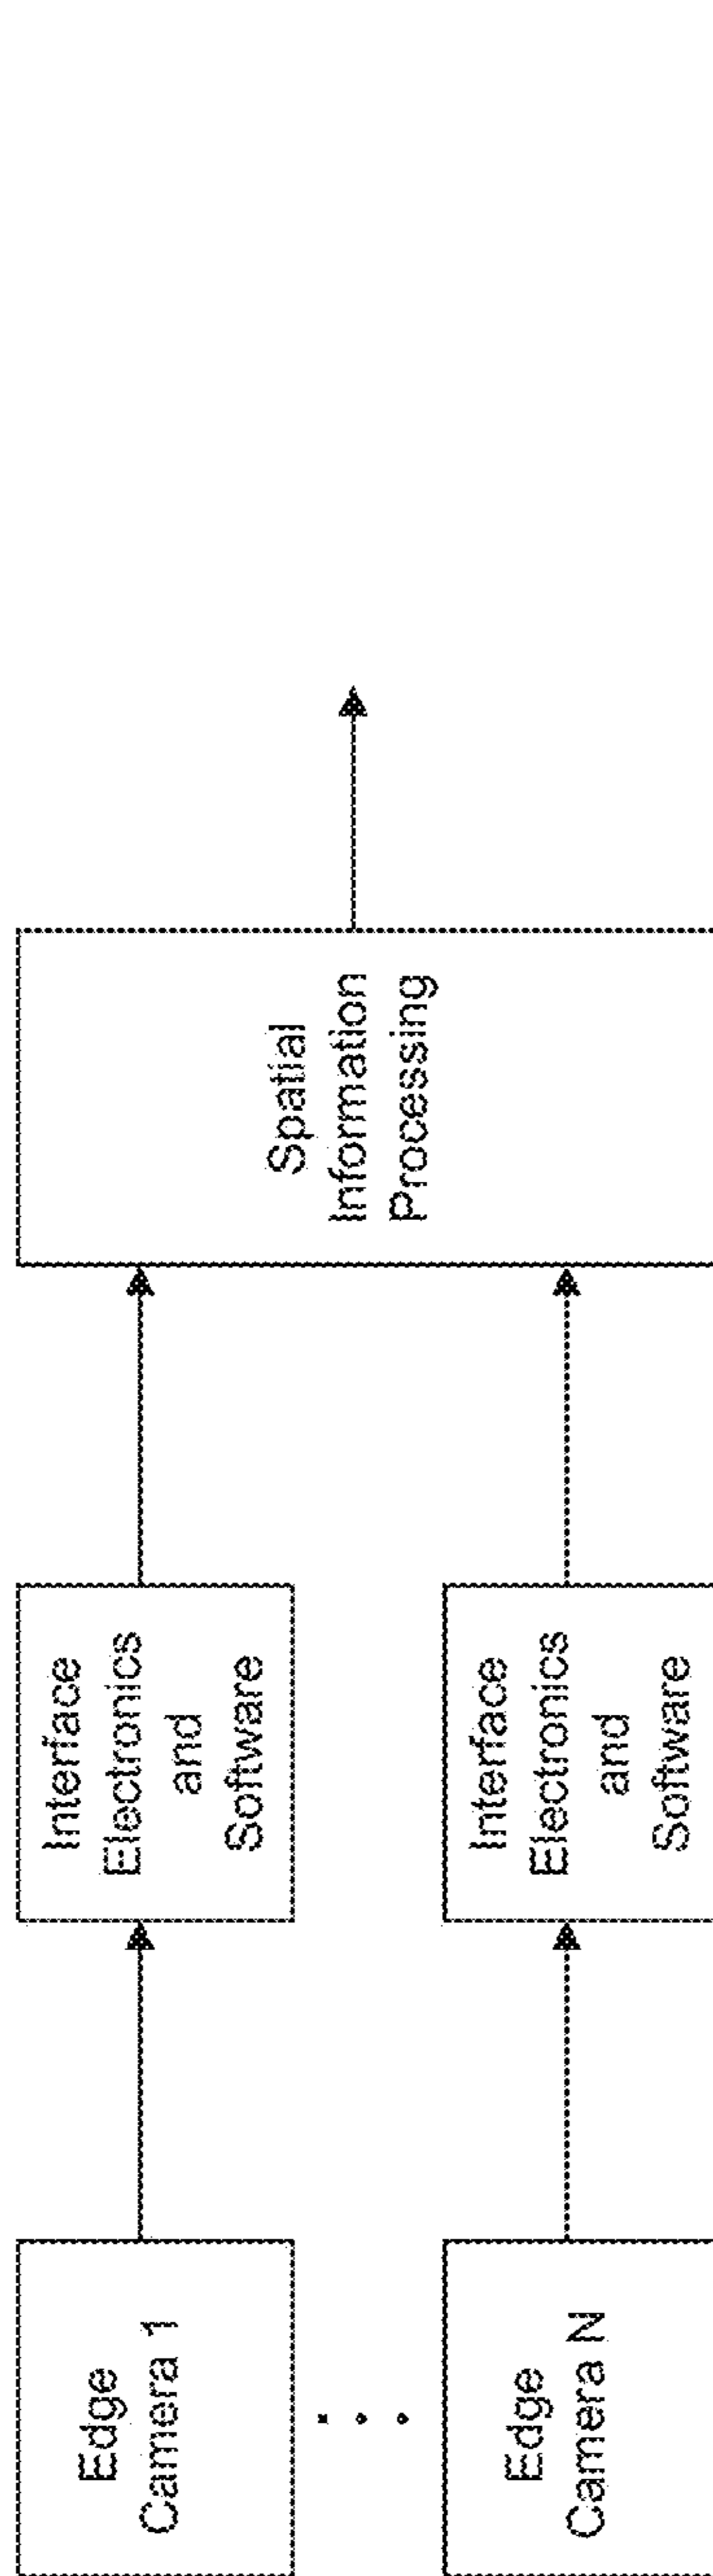 Edge
Camera 1
Interface
Electronics
and
Software
Edge
Camera N
Interface
Electronics
and
Software
Spatial
Information
Processing